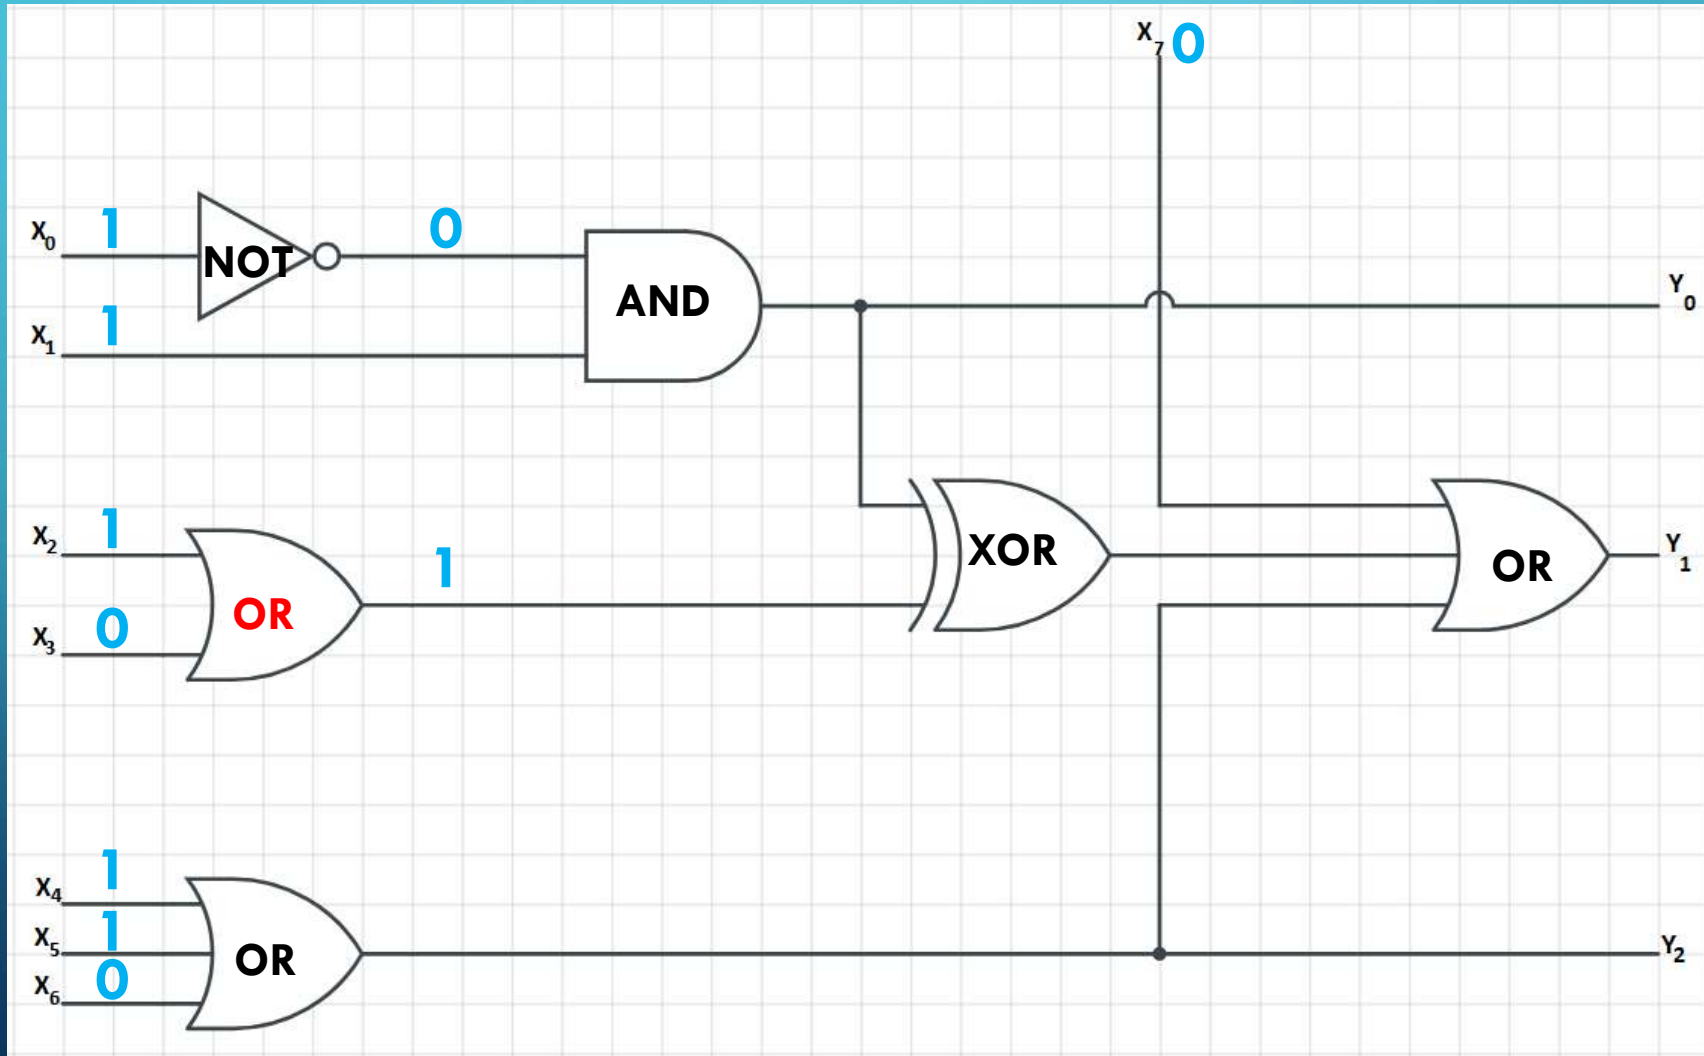 X7 0
X0 1 NOT 0
AND
X1 1
Y0
X2 1
OR 1
X3 0
XOR
OR
Y1
X4 1
X5 1
OR
X6 0
Y2